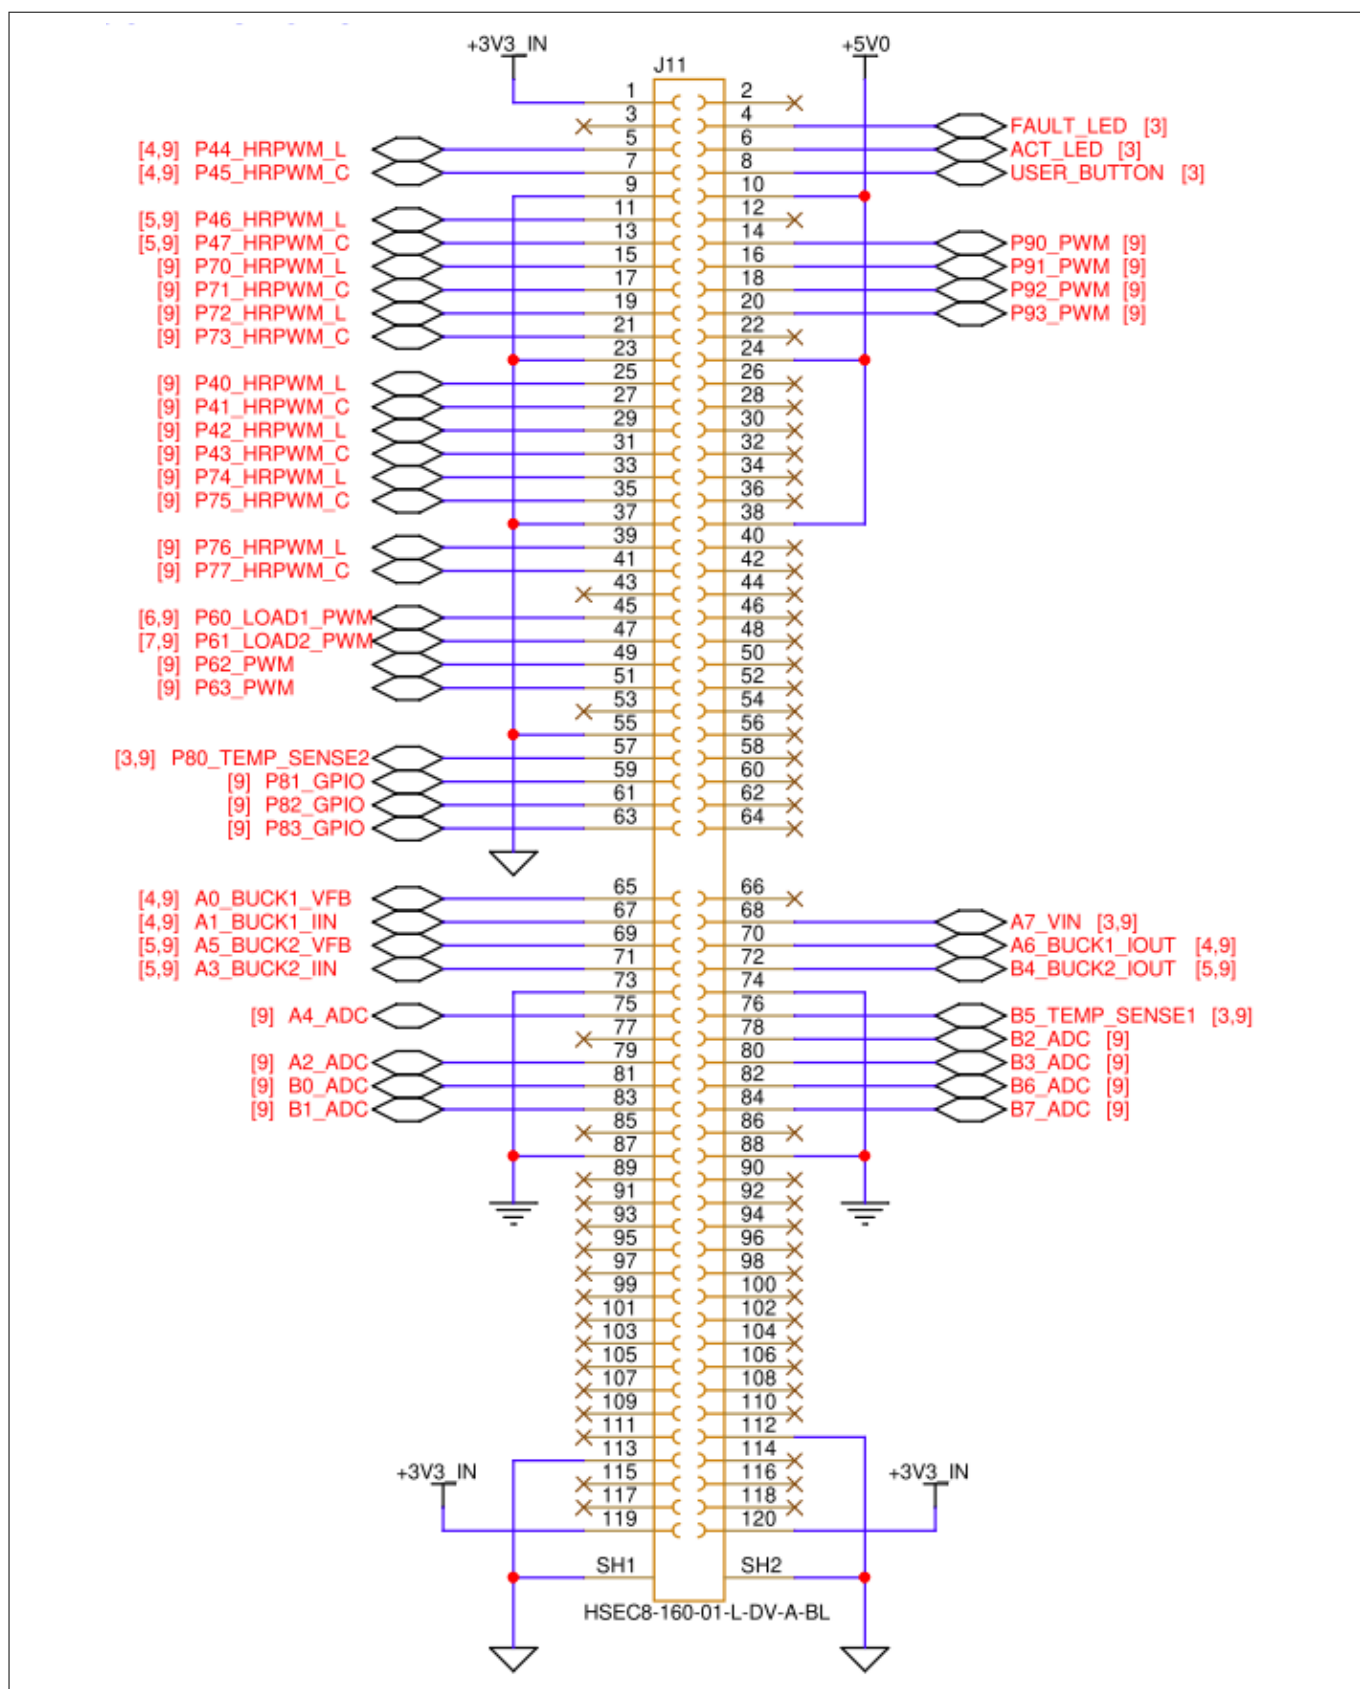 +3V3_IN +5V0
J11
1 2
3 4 FAULT_LED [3]
[4,9] P44_HRPWM_L 5 6 ACT_LED [3]
[4,9] P45_HRPWM_C 7 8 USER_BUTTON [3]
9 10
[5,9] P46_HRPWM_L 11 12
[5,9] P47_HRPWM_C 13 14 P90_PWM [9]
[9] P70_HRPWM_L 15 16 P91_PWM [9]
[9] P71_HRPWM_C 17 18 P92_PWM [9]
[9] P72_HRPWM_L 19 20 P93_PWM [9]
[9] P73_HRPWM_C 21 22
23 24
[9] P40_HRPWM_L 25 26
[9] P41_HRPWM_C 27 28
[9] P42_HRPWM_L 29 30
[9] P43_HRPWM_C 31 32
[9] P74_HRPWM_L 33 34
[9] P75_HRPWM_C 35 36
37 38
[9] P76_HRPWM_L 39 40
[9] P77_HRPWM_C 41 42
43 44
[6,9] P60_LOAD1_PWM 45 46
[7,9] P61_LOAD2_PWM 47 48
[9] P62_PWM 49 50
[9] P63_PWM 51 52
53 54
55 56
[3,9] P80_TEMP_SENSE2 57 58
[9] P81_GPIO 59 60
[9] P82_GPIO 61 62
[9] P83_GPIO 63 64
[4,9] A0_BUCK1_VFB 65 66
[4,9] A1_BUCK1_IIN 67 68 A7_VIN [3,9]
[5,9] A5_BUCK2_VFB 69 70 A6_BUCK1_IOUT [4,9]
[5,9] A3_BUCK2_IIN 71 72 B4_BUCK2_IOUT [5,9]
73 74
[9] A4_ADC 75 76 B5_TEMP_SENSE1 [3,9]
77 78 B2_ADC [9]
[9] A2_ADC 79 80 B3_ADC [9]
[9] B0_ADC 81 82 B6_ADC [9]
[9] B1_ADC 83 84 B7_ADC [9]
85 86
87 88
89 90
91 92
93 94
95 96
97 98
99 100
101 102
103 104
105 106
107 108
109 110
111 112
113 114
+3V3_IN 115 116 +3V3_IN
117 118
119 120
SH1 SH2
HSEC8-160-01-L-DV-A-BL